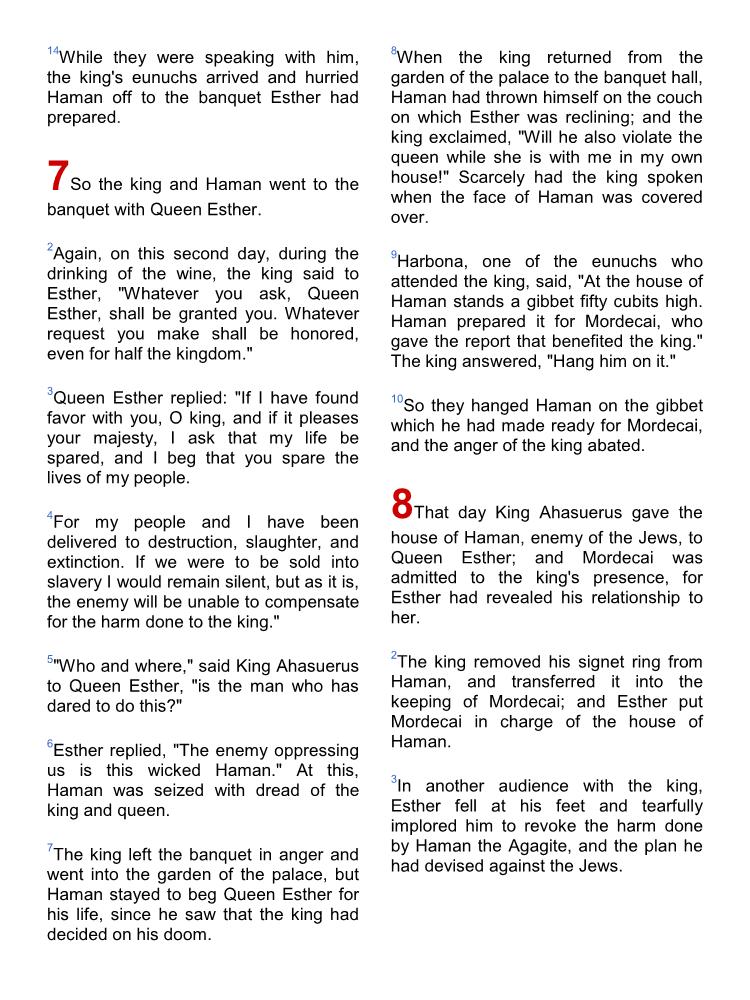 14While they were speaking with him,
the king's eunuchs arrived and hurried
Haman off to the banquet Esther had
prepared.
7So the king and Haman went to the
banquet with Queen Esther.
2Again, on this second day, during the
drinking of the wine, the king said to
Esther, "Whatever you ask, Queen
Esther, shall be granted you. Whatever
request you make shall be honored,
even for half the kingdom."
3Queen Esther replied: "If I have found
favor with you, O king, and if it pleases
your majesty, I ask that my life be
spared, and I beg that you spare the
lives of my people.
4For my people and I have been
delivered to destruction, slaughter, and
extinction. If we were to be sold into
slavery I would remain silent, but as it is,
the enemy will be unable to compensate
for the harm done to the king."
5"Who and where," said King Ahasuerus
to Queen Esther, "is the man who has
dared to do this?"
6Esther replied, "The enemy oppressing
us is this wicked Haman." At this,
Haman was seized with dread of the
king and queen.
7The king left the banquet in anger and
went into the garden of the palace, but
Haman stayed to beg Queen Esther for
his life, since he saw that the king had
decided on his doom.
8When the king returned from the
garden of the palace to the banquet hall,
Haman had thrown himself on the couch
on which Esther was reclining; and the
king exclaimed, "Will he also violate the
queen while she is with me in my own
house!" Scarcely had the king spoken
when the face of Haman was covered
over.
9Harbona, one of the eunuchs who
attended the king, said, "At the house of
Haman stands a gibbet fifty cubits high.
Haman prepared it for Mordecai, who
gave the report that benefited the king."
The king answered, "Hang him on it."
10So they hanged Haman on the gibbet
which he had made ready for Mordecai,
and the anger of the king abated.
8That day King Ahasuerus gave the
house of Haman, enemy of the Jews, to
Queen Esther; and Mordecai was
admitted to the king's presence, for
Esther had revealed his relationship to
her.
2The king removed his signet ring from
Haman, and transferred it into the
keeping of Mordecai; and Esther put
Mordecai in charge of the house of
Haman.
3In another audience with the king,
Esther fell at his feet and tearfully
implored him to revoke the harm done
by Haman the Agagite, and the plan he
had devised against the Jews.